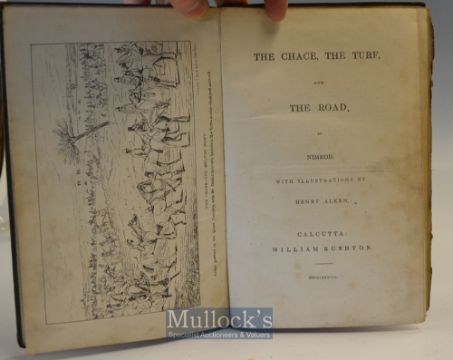 THE CHACE, THE TURF,
AND
THE ROAD,
BY
NIMROD.
WITH ILLUSTRATIONS BY
HENRY ALKEN.
CALCUTTA:
WILLIAM RUSHTON.
Mullock's
Specialist Auctioneers & Valuers